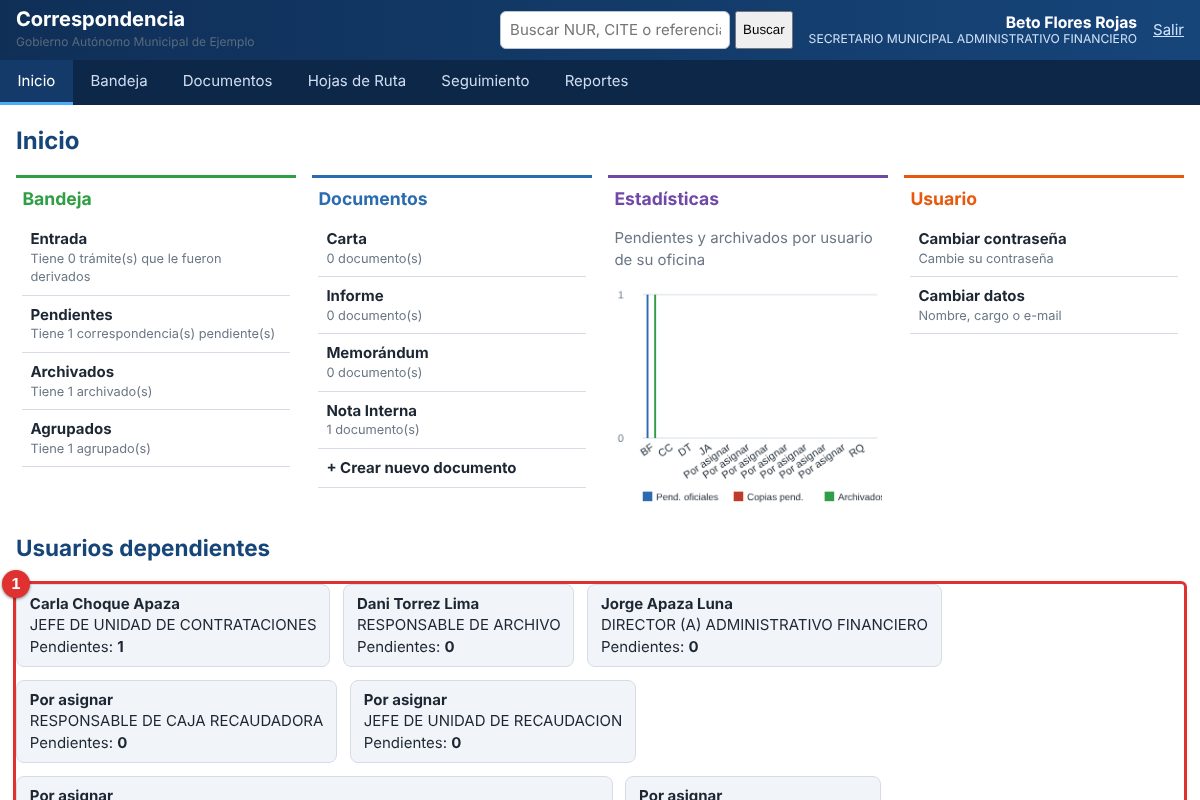 Correspondencia
Gobierno Autónomo Municipal de Ejemplo
Buscar NUR, CITE o referencia
Buscar
Beto Flores Rojas
SECRETARIO MUNICIPAL ADMINISTRATIVO FINANCIERO
Salir
Inicio
Bandeja
Documentos
Hojas de Ruta
Seguimiento
Reportes
Inicio
Bandeja
Entrada
Tiene 0 trámite(s) que le fueron
derivados
Pendientes
Tiene 1 correspondencia(s) pendiente(s)
Archivados
Tiene 1 archivado(s)
Agrupados
Tiene 1 agrupado(s)
Documentos
Carta
0 documento(s)
Informe
0 documento(s)
Memorándum
0 documento(s)
Nota Interna
1 documento(s)
+ Crear nuevo documento
Estadísticas
Pendientes y archivados por usuario
de su oficina
1
0
BF
CC
DT
JA
Por asignar
Por asignar
Por asignar
Por asignar
Por asignar
Por asignar
Por asignar
RQ
Pend. oficiales
Copias pend.
Archivados
Usuario
Cambiar contraseña
Cambie su contraseña
Cambiar datos
Nombre, cargo o e-mail
Usuarios dependientes
1
Carla Choque Apaza
JEFE DE UNIDAD DE CONTRATACIONES
Pendientes: 1
Dani Torrez Lima
RESPONSABLE DE ARCHIVO
Pendientes: 0
Jorge Apaza Luna
DIRECTOR (A) ADMINISTRATIVO FINANCIERO
Pendientes: 0
Por asignar
RESPONSABLE DE CAJA RECAUDADORA
Pendientes: 0
Por asignar
JEFE DE UNIDAD DE RECAUDACION
Pendientes: 0
Por asignar
Por asignar